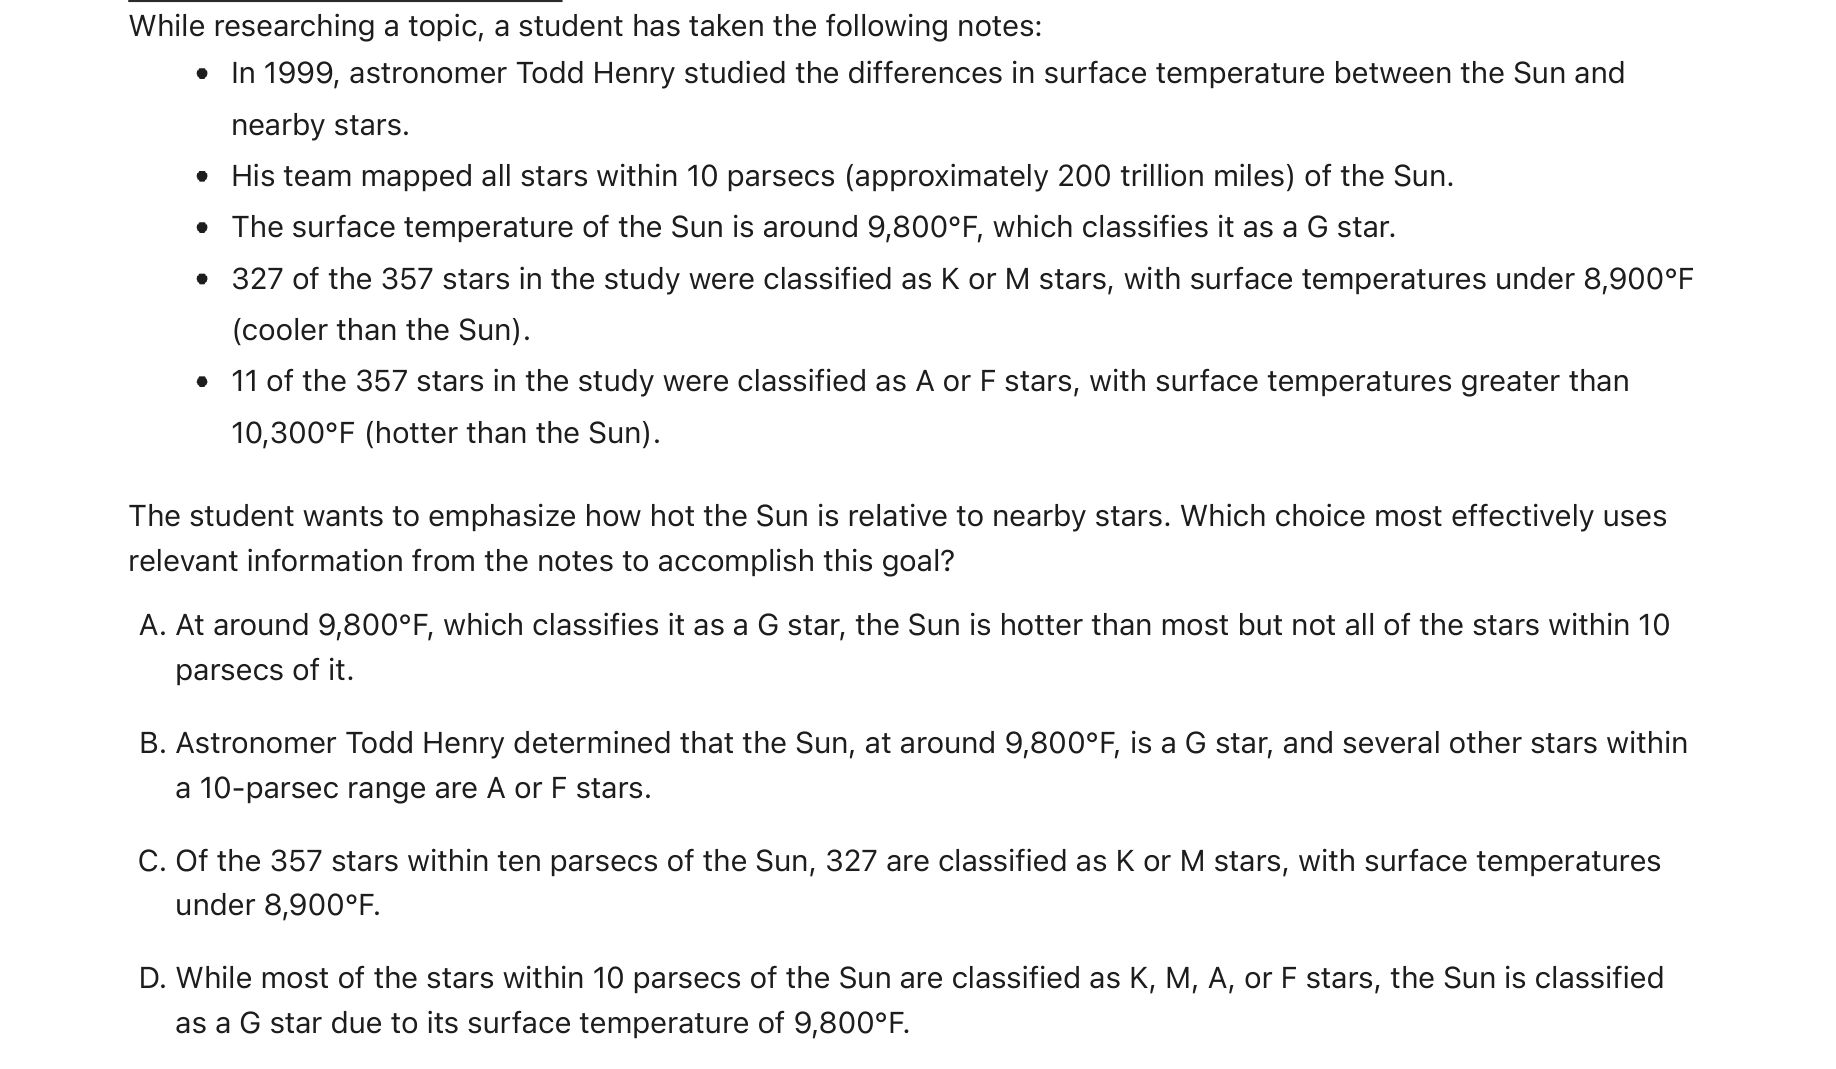 While researching a topic, a student has taken the following notes:
• In 1999, astronomer Todd Henry studied the differences in surface temperature between the Sun and
nearby stars.
• His team mapped all stars within 10 parsecs (approximately 200 trillion miles) of the Sun.
• The surface temperature of the Sun is around 9,800°F, which classifies it as a G star.
• 327 of the 357 stars in the study were classified as K or M stars, with surface temperatures under 8,900°F
(cooler than the Sun).
• 11 of the 357 stars in the study were classified as A or F stars, with surface temperatures greater than
10,300°F (hotter than the Sun).
The student wants to emphasize how hot the Sun is relative to nearby stars. Which choice most effectively uses
relevant information from the notes to accomplish this goal?
A. At around 9,800°F, which classifies it as a G star, the Sun is hotter than most but not all of the stars within 10
parsecs of it.
B. Astronomer Todd Henry determined that the Sun, at around 9,800°F, is a G star, and several other stars within
a 10-parsec range are A or F stars.
C. Of the 357 stars within ten parsecs of the Sun, 327 are classified as K or M stars, with surface temperatures
under 8,900°F.
D. While most of the stars within 10 parsecs of the Sun are classified as K, M, A, or F stars, the Sun is classified
as a G star due to its surface temperature of 9,800°F.